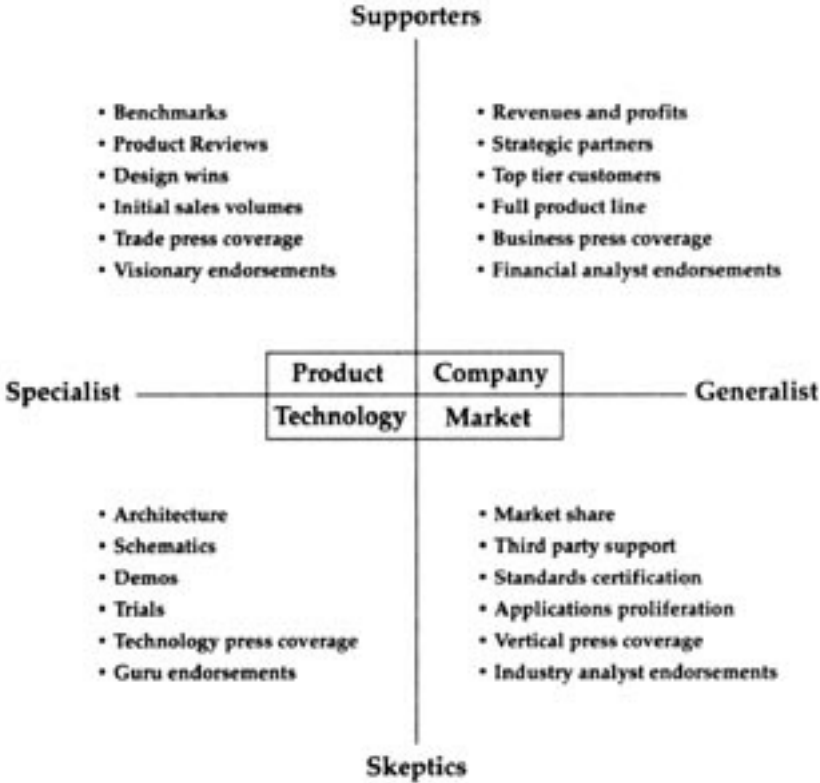 Supporters
• Benchmarks
• Product Reviews
• Design wins
• Initial sales volumes
• Trade press coverage
• Visionary endorsements
• Revenues and profits
• Strategic partners
• Top tier customers
• Full product line
• Business press coverage
• Financial analyst endorsements
Specialist
Product
Company
Technology
Market
Generalist
• Architecture
• Schematics
• Demos
• Trials
• Technology press coverage
• Guru endorsements
• Market share
• Third party support
• Standards certification
• Applications proliferation
• Vertical press coverage
• Industry analyst endorsements
Skeptics